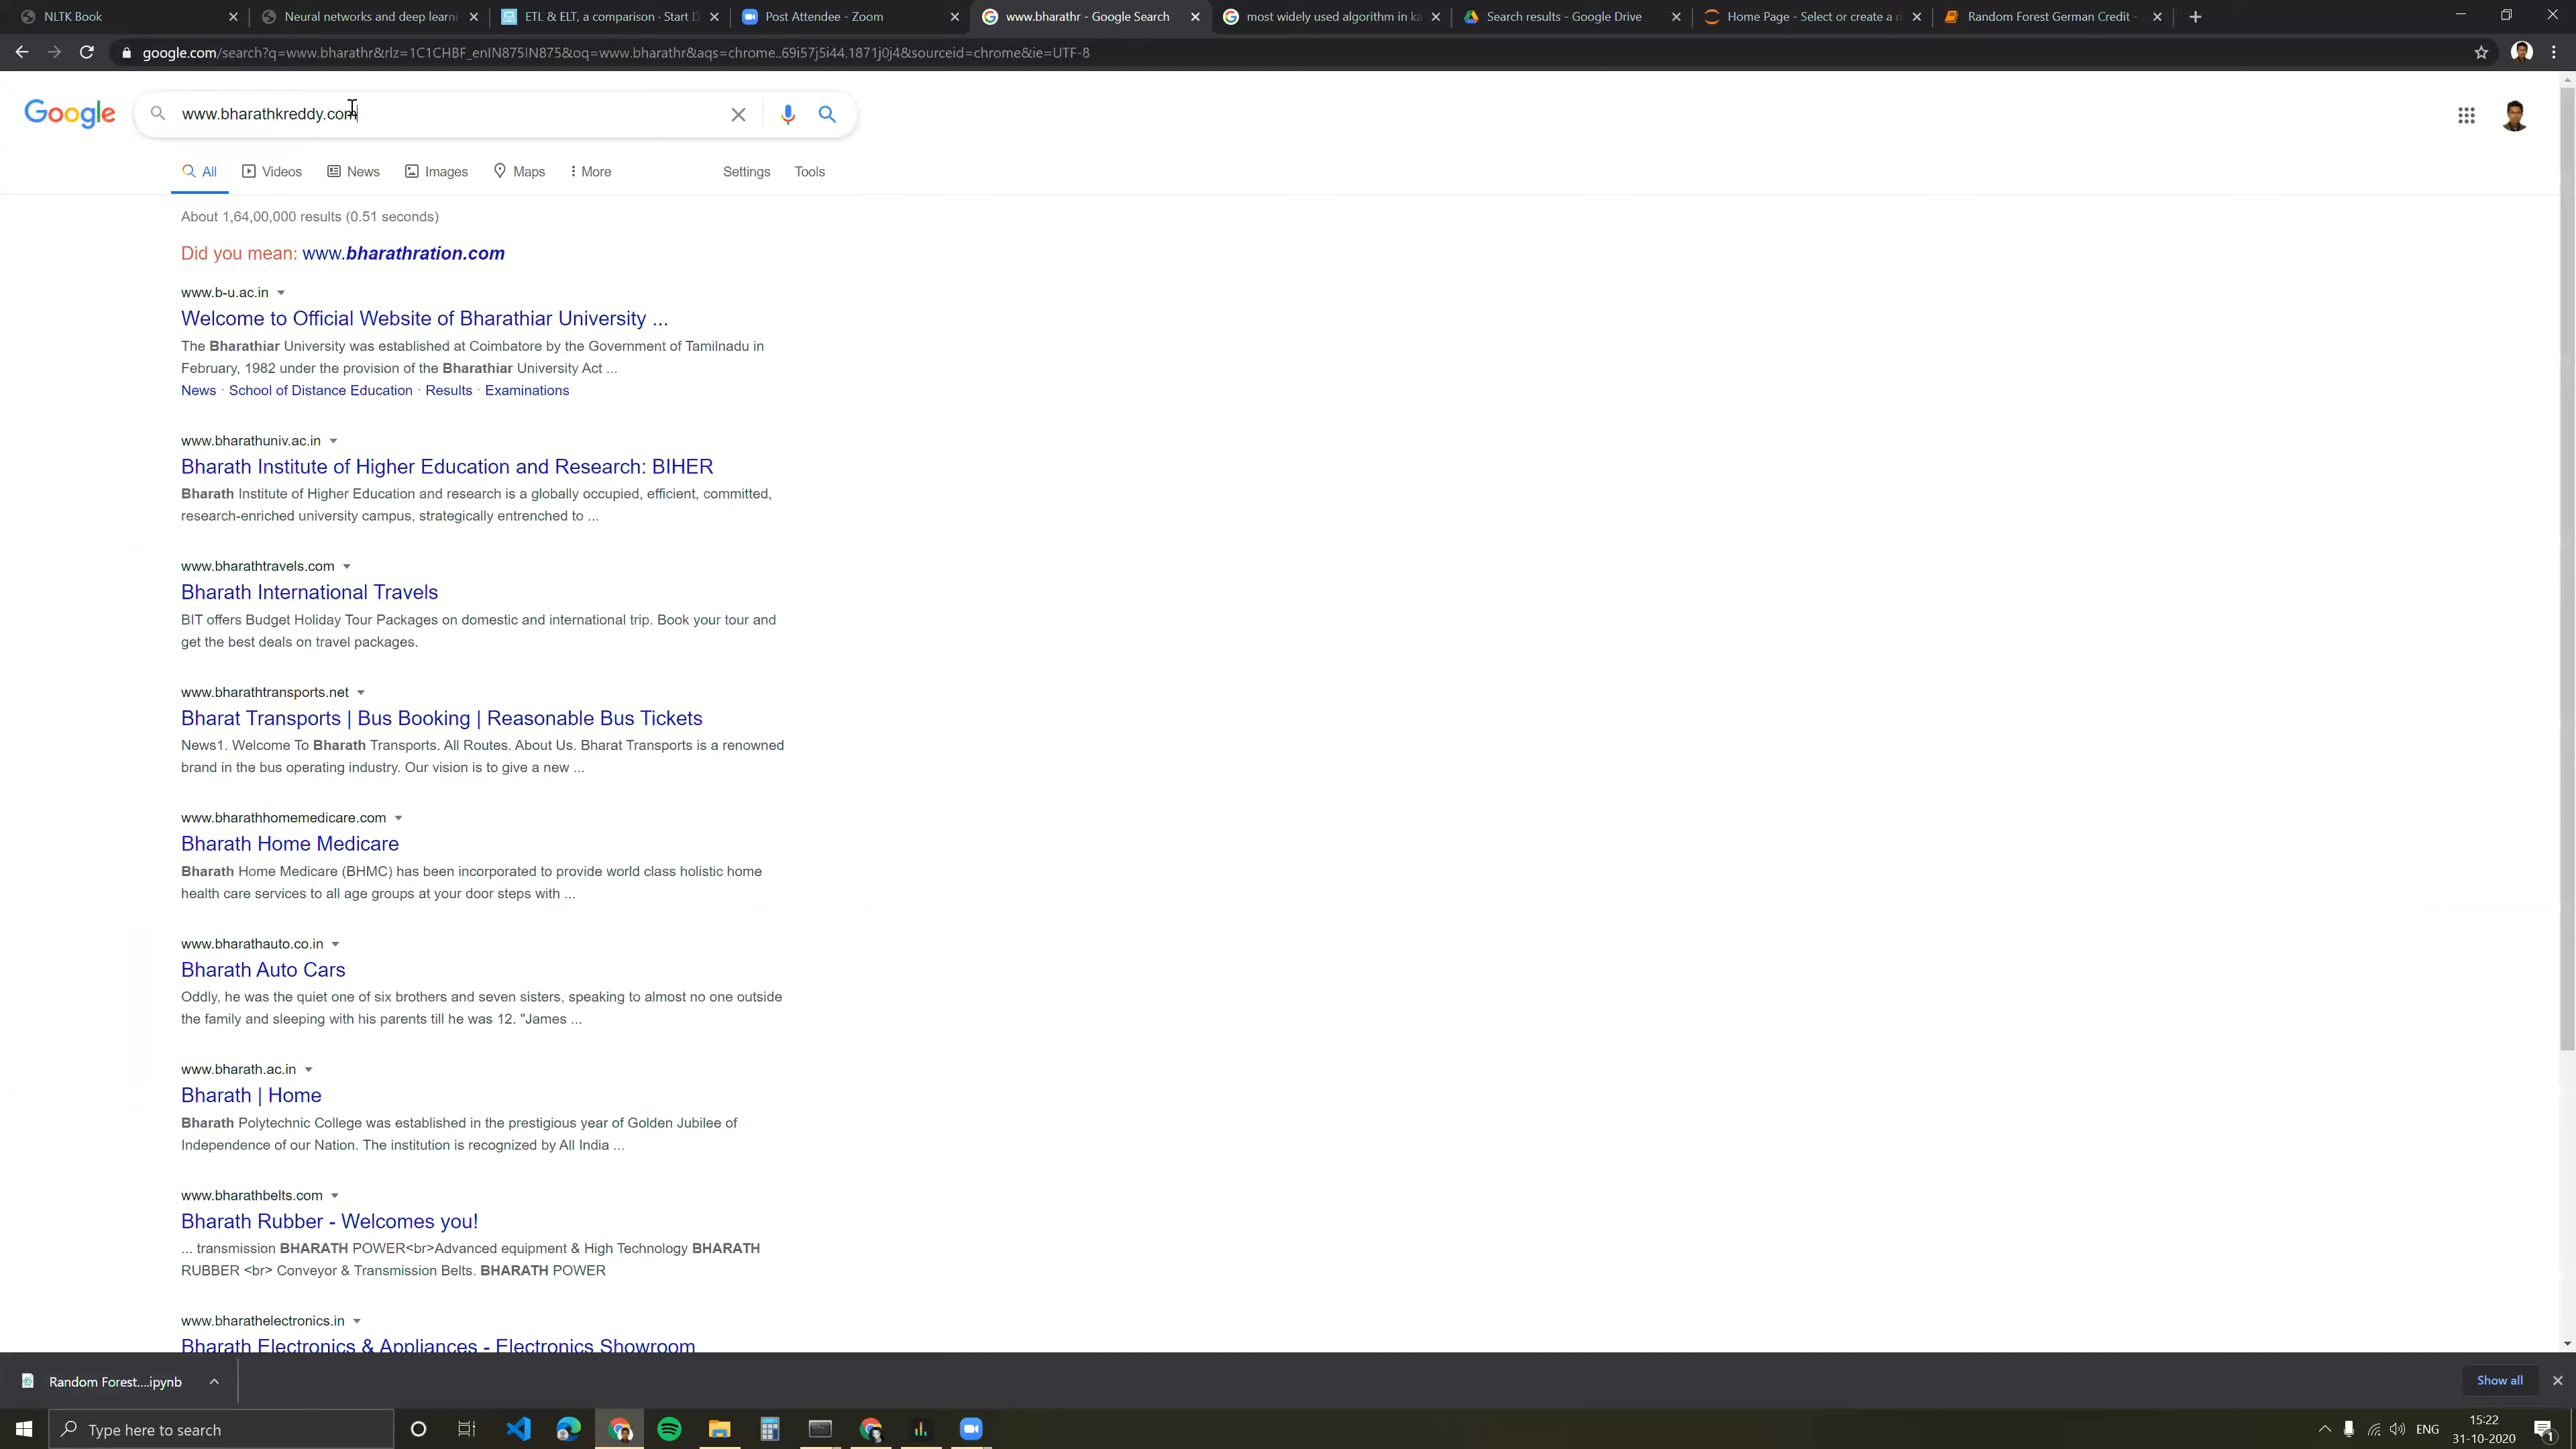 NLTK Book
Neural networks and deep learni
ETL & ELT, a comparison · Start D
Post Attendee - Zoom
www.bharathr - Google Search
most widely used algorithm in ka
Search results - Google Drive
Home Page - Select or create a n
Random Forest German Credit -
google.com/search?q=www.bharathr&rlz=1C1CHBF_enIN875IN875&oq=www.bharathr&aqs=chrome..69i57j5i44.1871j0j4&sourceid=chrome&ie=UTF-8
Google
www.bharathkreddy.com
All
Videos
News
Images
Maps
More
Settings
Tools
About 1,64,00,000 results (0.51 seconds)
Did you mean: www.bharathration.com
www.b-u.ac.in
Welcome to Official Website of Bharathiar University ...
The Bharathiar University was established at Coimbatore by the Government of Tamilnadu in
February, 1982 under the provision of the Bharathiar University Act ...
News · School of Distance Education · Results · Examinations
www.bharathuniv.ac.in
Bharath Institute of Higher Education and Research: BIHER
Bharath Institute of Higher Education and research is a globally occupied, efficient, committed,
research-enriched university campus, strategically entrenched to ...
www.bharathtravels.com
Bharath International Travels
BIT offers Budget Holiday Tour Packages on domestic and international trip. Book your tour and
get the best deals on travel packages.
www.bharathtransports.net
Bharat Transports | Bus Booking | Reasonable Bus Tickets
News1. Welcome To Bharath Transports. All Routes. About Us. Bharat Transports is a renowned
brand in the bus operating industry. Our vision is to give a new ...
www.bharathhomemedicare.com
Bharath Home Medicare
Bharath Home Medicare (BHMC) has been incorporated to provide world class holistic home
health care services to all age groups at your door steps with ...
www.bharathauto.co.in
Bharath Auto Cars
Oddly, he was the quiet one of six brothers and seven sisters, speaking to almost no one outside
the family and sleeping with his parents till he was 12. "James ...
www.bharath.ac.in
Bharath | Home
Bharath Polytechnic College was established in the prestigious year of Golden Jubilee of
Independence of our Nation. The institution is recognized by All India ...
www.bharathbelts.com
Bharath Rubber - Welcomes you!
... transmission BHARATH POWER<br>Advanced equipment & High Technology BHARATH
RUBBER <br> Conveyor & Transmission Belts. BHARATH POWER
www.bharathelectronics.in
Bharath Electronics & Appliances - Electronics Showroom
Random Forest....ipynb
Show all
Type here to search
ENG
15:22
31-10-2020
1